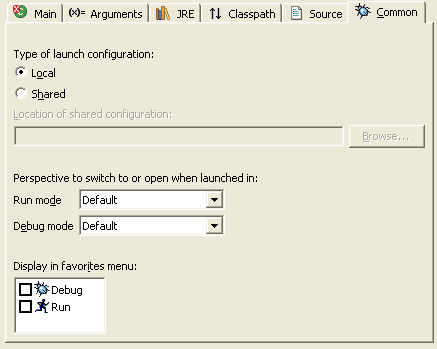 Main (x)= Arguments JRE Classpath Source Common
Type of launch configuration:
Local
Shared
Location of shared configuration:
Browse...
Perspective to switch to or open when launched in:
Run mode Default
Debug mode Default
Display in favorites menu:
Debug
Run